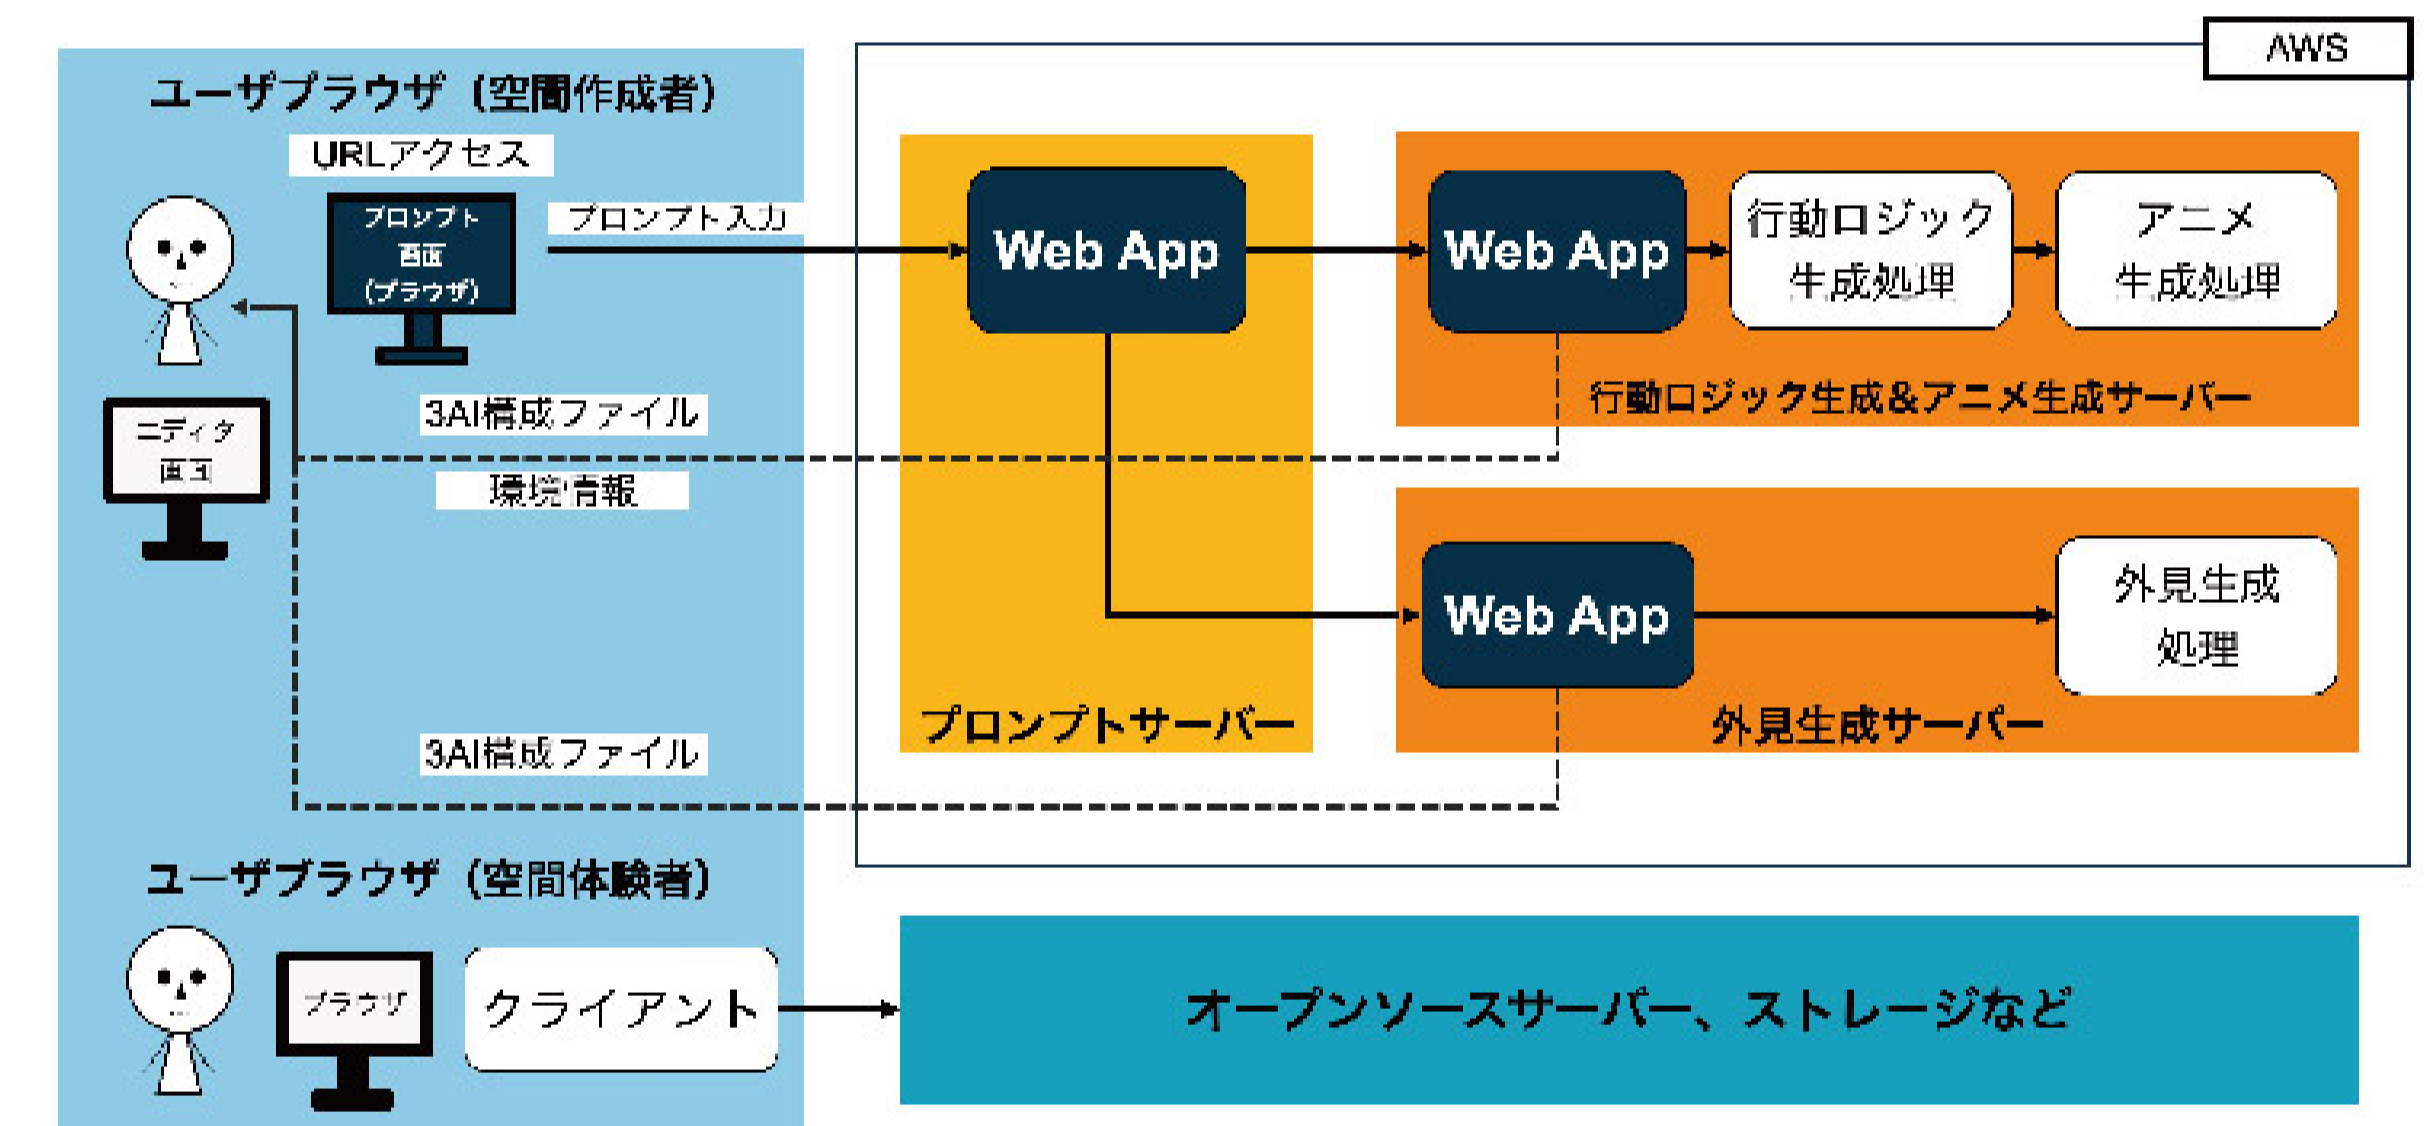 AWS
ユーザブラウザ（空間作成者）
URLアクセス
プロンプト
画面
(ブラウザ)
プロンプト入力
Web App
Web App
行動ロジック
生成処理
アニメ
生成処理
行動ロジック生成&アニメ生成サーバー
3AI構成ファイル
エディタ
画面
環境情報
Web App
外見生成
処理
プロンプトサーバー
外見生成サーバー
3AI構成ファイル
ユーザブラウザ（空間体験者）
ブラウザ
クライアント
オープンソースサーバー、ストレージなど